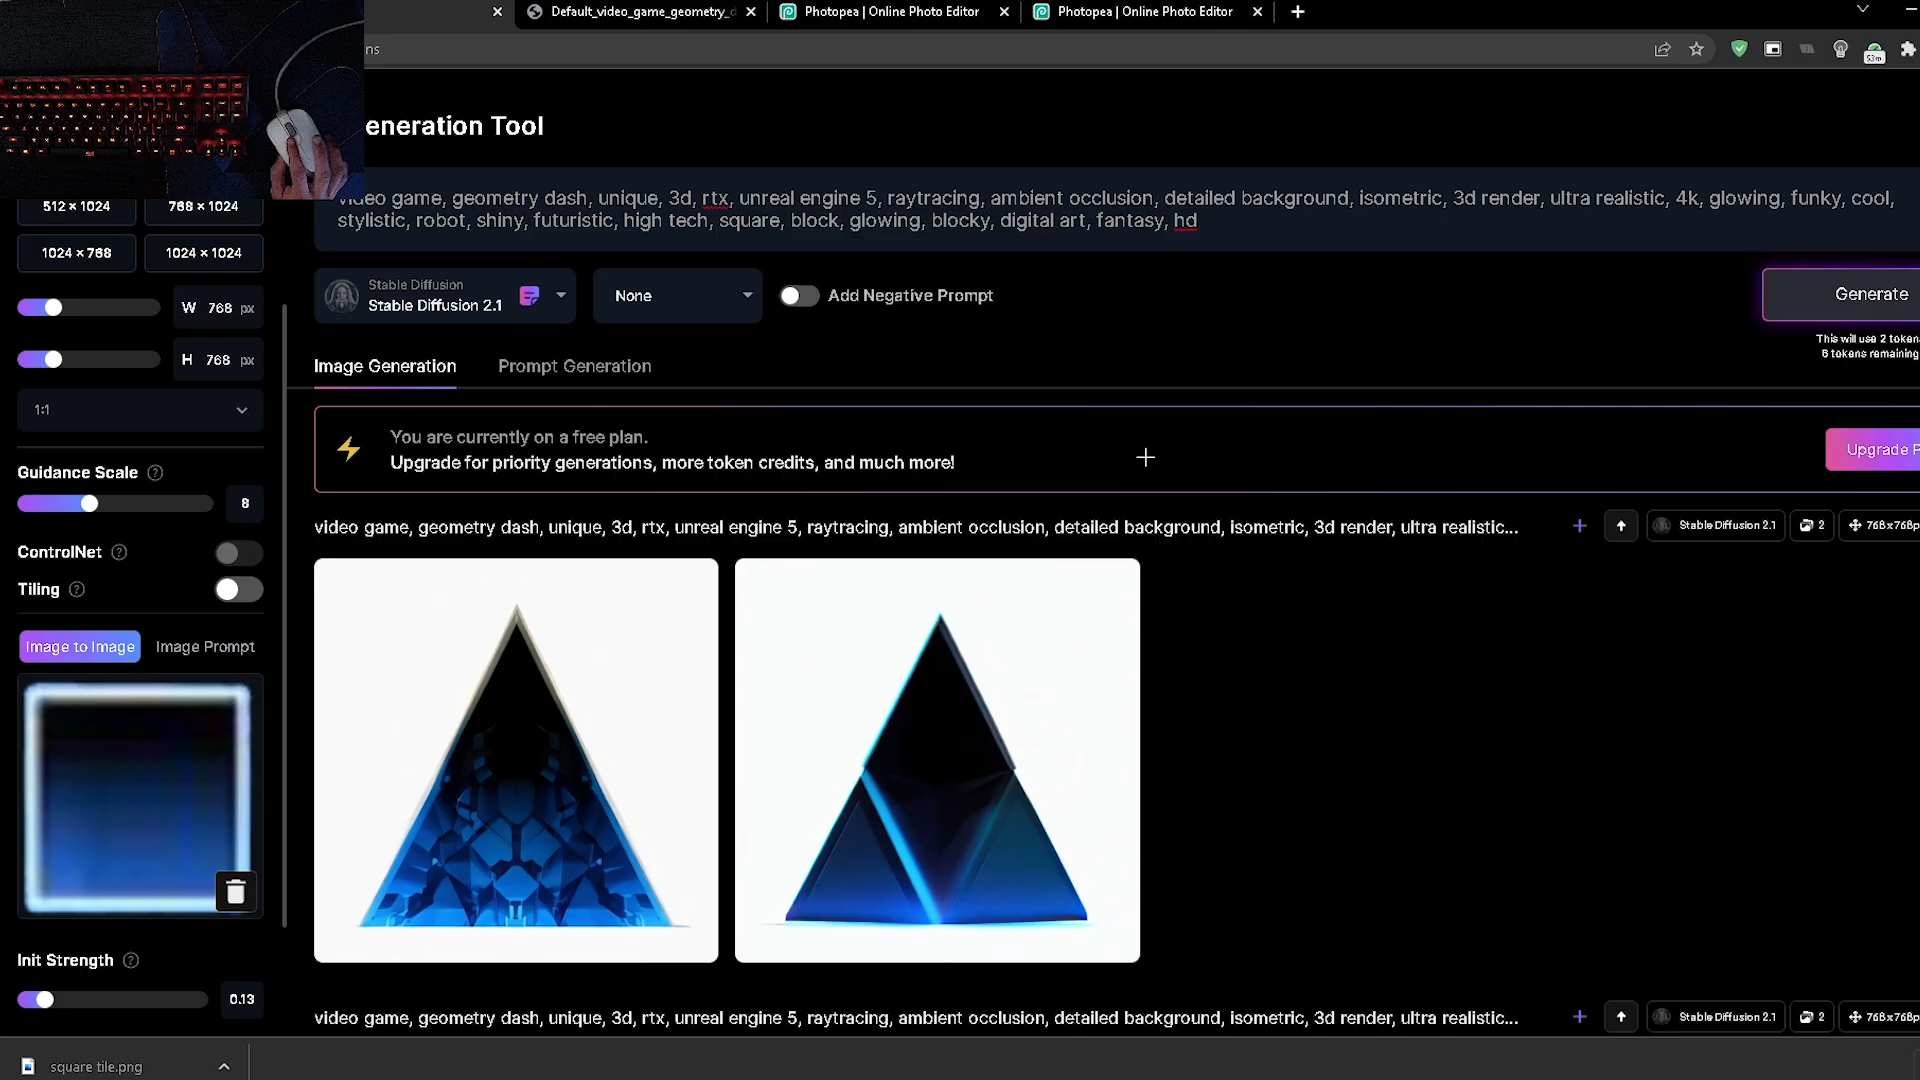 Default_video_game_geometry_d
Photopea | Online Photo Editor
Photopea | Online Photo Editor
ns
53m
eneration Tool
video game, geometry dash, unique, 3d, rtx, unreal engine 5, raytracing, ambient occlusion, detailed background, isometric, 3d render, ultra realistic, 4k, glowing, funky, cool,
stylistic, robot, shiny, futuristic, high tech, square, block, glowing, blocky, digital art, fantasy, hd
512 × 1024
768 × 1024
1024 × 768
1024 × 1024
W 768 px
H 768 px
1:1
Guidance Scale
8
ControlNet
Tiling
Image to Image
Image Prompt
Init Strength
0.13
Stable Diffusion
Stable Diffusion 2.1
None
Add Negative Prompt
Generate
This will use 2 token
6 tokens remaining
Image Generation
Prompt Generation
You are currently on a free plan.
Upgrade for priority generations, more token credits, and much more!
Upgrade P
video game, geometry dash, unique, 3d, rtx, unreal engine 5, raytracing, ambient occlusion, detailed background, isometric, 3d render, ultra realistic...
Stable Diffusion 2.1
2
768x768p
video game, geometry dash, unique, 3d, rtx, unreal engine 5, raytracing, ambient occlusion, detailed background, isometric, 3d render, ultra realistic...
Stable Diffusion 2.1
2
768x768p
square tile.png